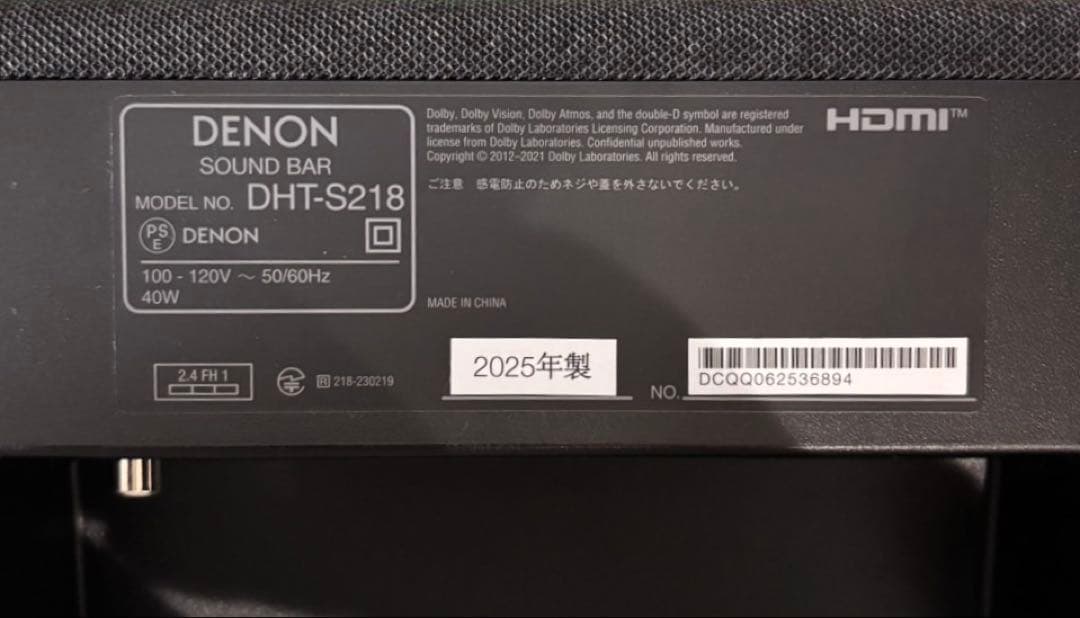 DENON
SOUND BAR
MODEL NO. DHT-S218
PS E DENON
100 - 120V ～ 50/60Hz
40W
Dolby, Dolby Vision, Dolby Atmos, and the double-D symbol are registered
trademarks of Dolby Laboratories Licensing Corporation. Manufactured under
license from Dolby Laboratories. Confidential unpublished works.
Copyright © 2012–2021 Dolby Laboratories. All rights reserved.
HDMI™
ご注意 感電防止のためネジや蓋を外さないでください。
MADE IN CHINA
2.4 FH 1
R 218-230219
2025年製
NO. DCQQ062536894